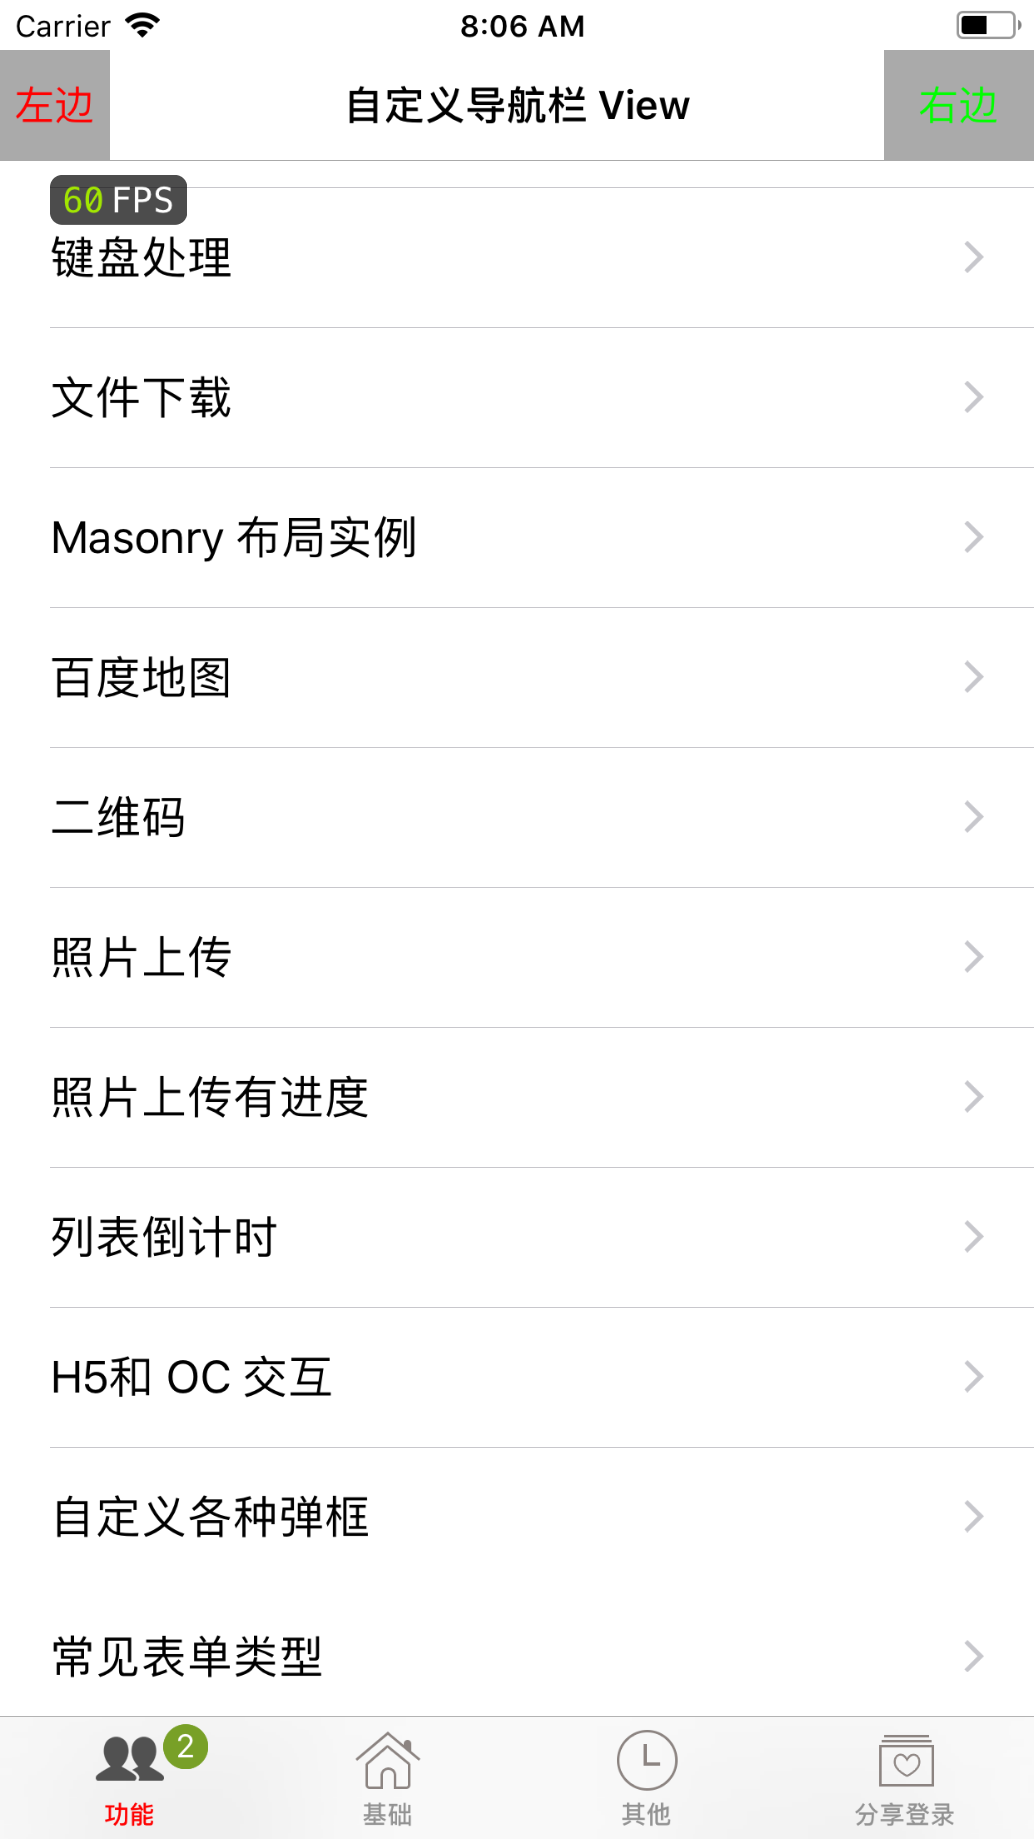 Carrier 8:06 AM
左边 自定义导航栏 View 右边
60 FPS
键盘处理
文件下载
Masonry 布局实例
百度地图
二维码
照片上传
照片上传有进度
列表倒计时
H5和 OC 交互
自定义各种弹框
常见表单类型
2
功能 基础 其他 分享登录